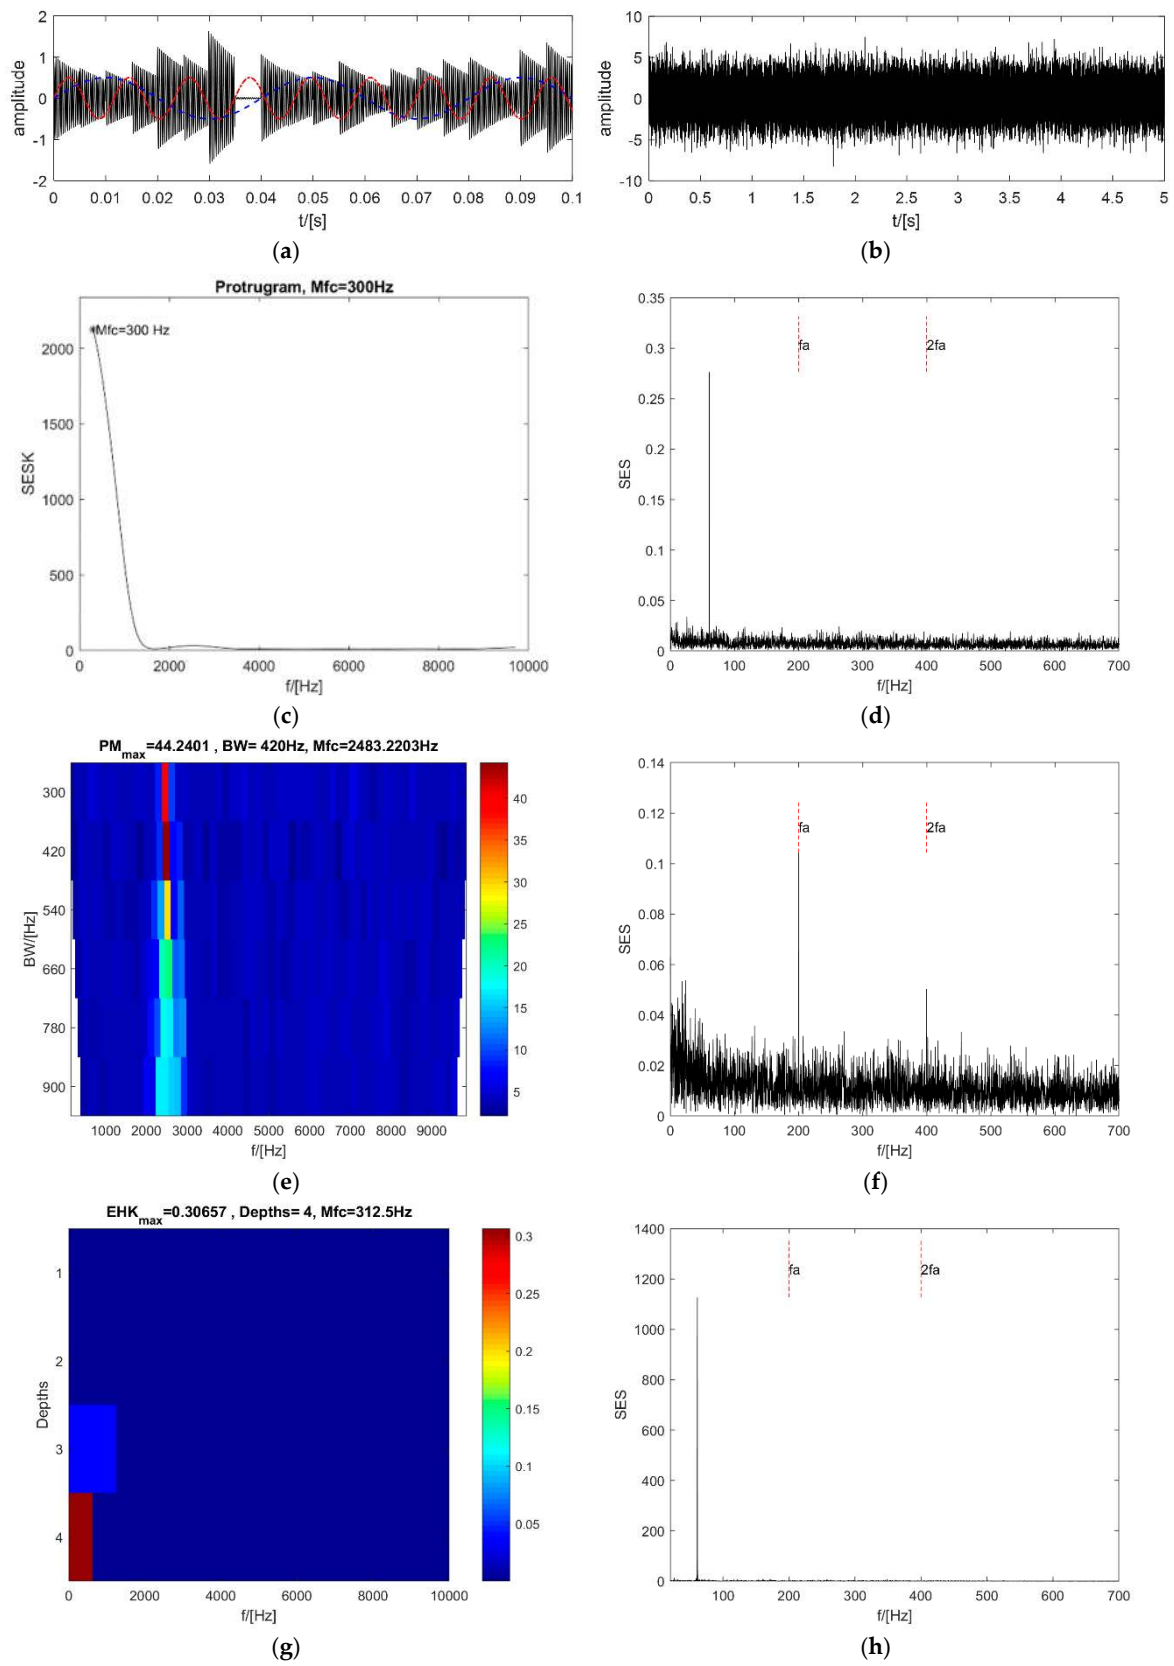 2
1
0
-1
-2
amplitude
0 0.01 0.02 0.03 0.04 0.05 0.06 0.07 0.08 0.09 0.1
t/[s]
(a)
10
5
0
-5
-10
amplitude
0 0.5 1 1.5 2 2.5 3 3.5 4 4.5 5
t/[s]
(b)
Protrugram, Mfc=300Hz
Mfc=300 Hz
2000
1500
1000
500
0
SESK
0 2000 4000 6000 8000 10000
f/[Hz]
(c)
0.35
0.3
0.25
0.2
0.15
0.1
0.05
0
SES
fa
2fa
0 100 200 300 400 500 600 700
f/[Hz]
(d)
PMmax=44.2401 , BW= 420Hz, Mfc=2483.2203Hz
300
420
540
660
780
900
BW/[Hz]
1000 2000 3000 4000 5000 6000 7000 8000 9000
f/[Hz]
40
35
30
25
20
15
10
5
(e)
0.14
0.12
0.1
0.08
0.06
0.04
0.02
0
SES
fa
2fa
0 100 200 300 400 500 600 700
f/[Hz]
(f)
EHKmax=0.30657 , Depths= 4, Mfc=312.5Hz
1
2
3
4
Depths
0 2000 4000 6000 8000 10000
f/[Hz]
0.3
0.25
0.2
0.15
0.1
0.05
(g)
1400
1200
1000
800
600
400
200
0
SES
fa
2fa
100 200 300 400 500 600 700
f/[Hz]
(h)